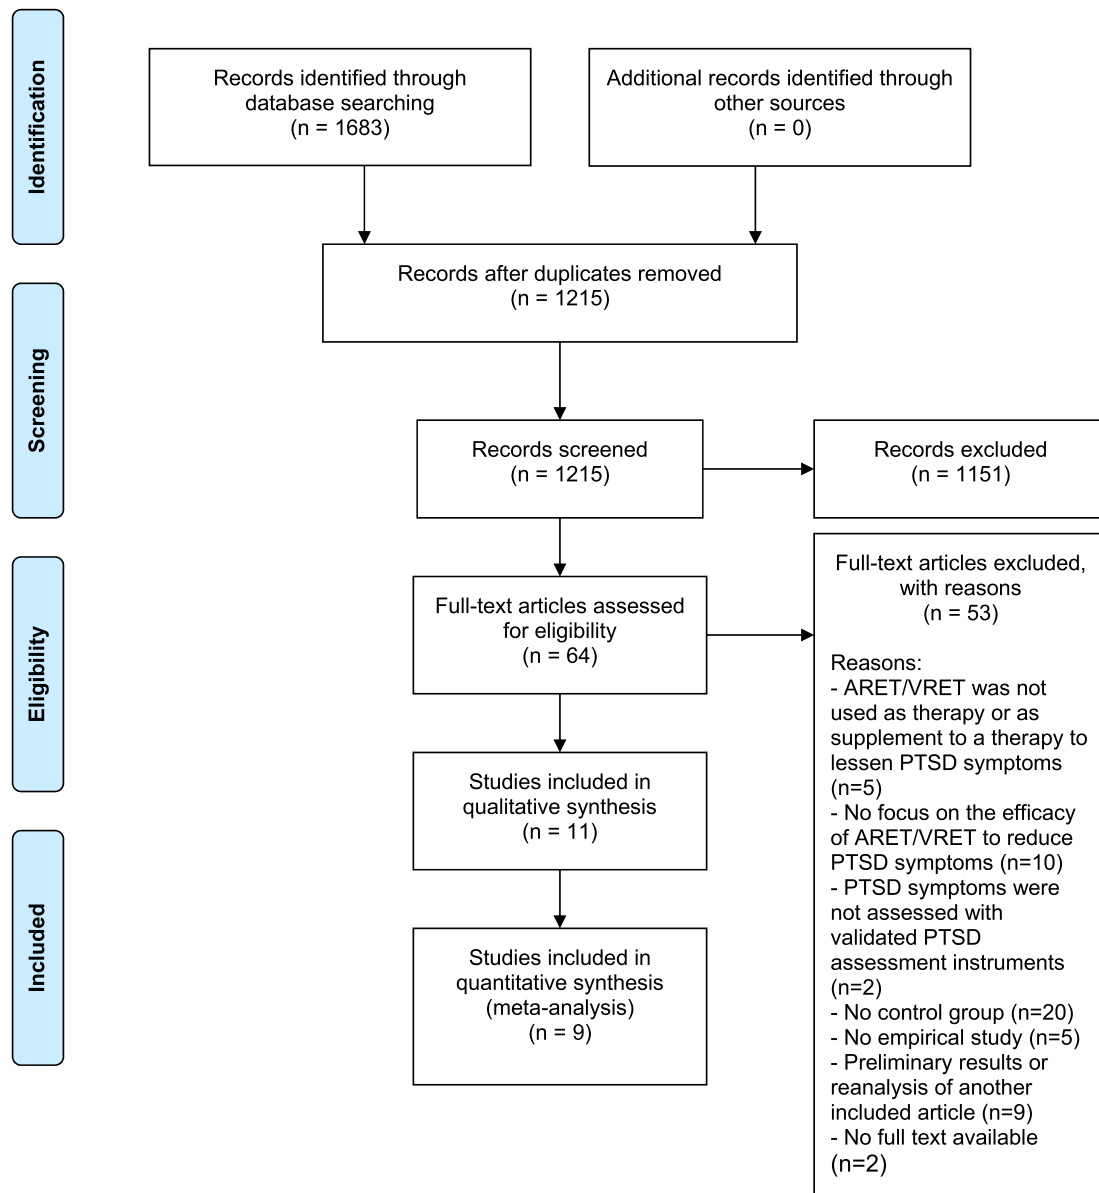 Identification
Records identified through
database searching
(n = 1683)
Additional records identified through
other sources
(n = 0)
Records after duplicates removed
(n = 1215)
Screening
Records screened
(n = 1215)
Records excluded
(n = 1151)
Eligibility
Full-text articles assessed
for eligibility
(n = 64)
Full-text articles excluded,
with reasons
(n = 53)
Reasons:
- ARET/VRET was not
used as therapy or as
supplement to a therapy to
lessen PTSD symptoms
(n=5)
- No focus on the efficacy
of ARET/VRET to reduce
PTSD symptoms (n=10)
- PTSD symptoms were
not assessed with
validated PTSD
assessment instruments
(n=2)
- No control group (n=20)
- No empirical study (n=5)
- Preliminary results or
reanalysis of another
included article (n=9)
- No full text available
(n=2)
Studies included in
qualitative synthesis
(n = 11)
Included
Studies included in
quantitative synthesis
(meta-analysis)
(n = 9)